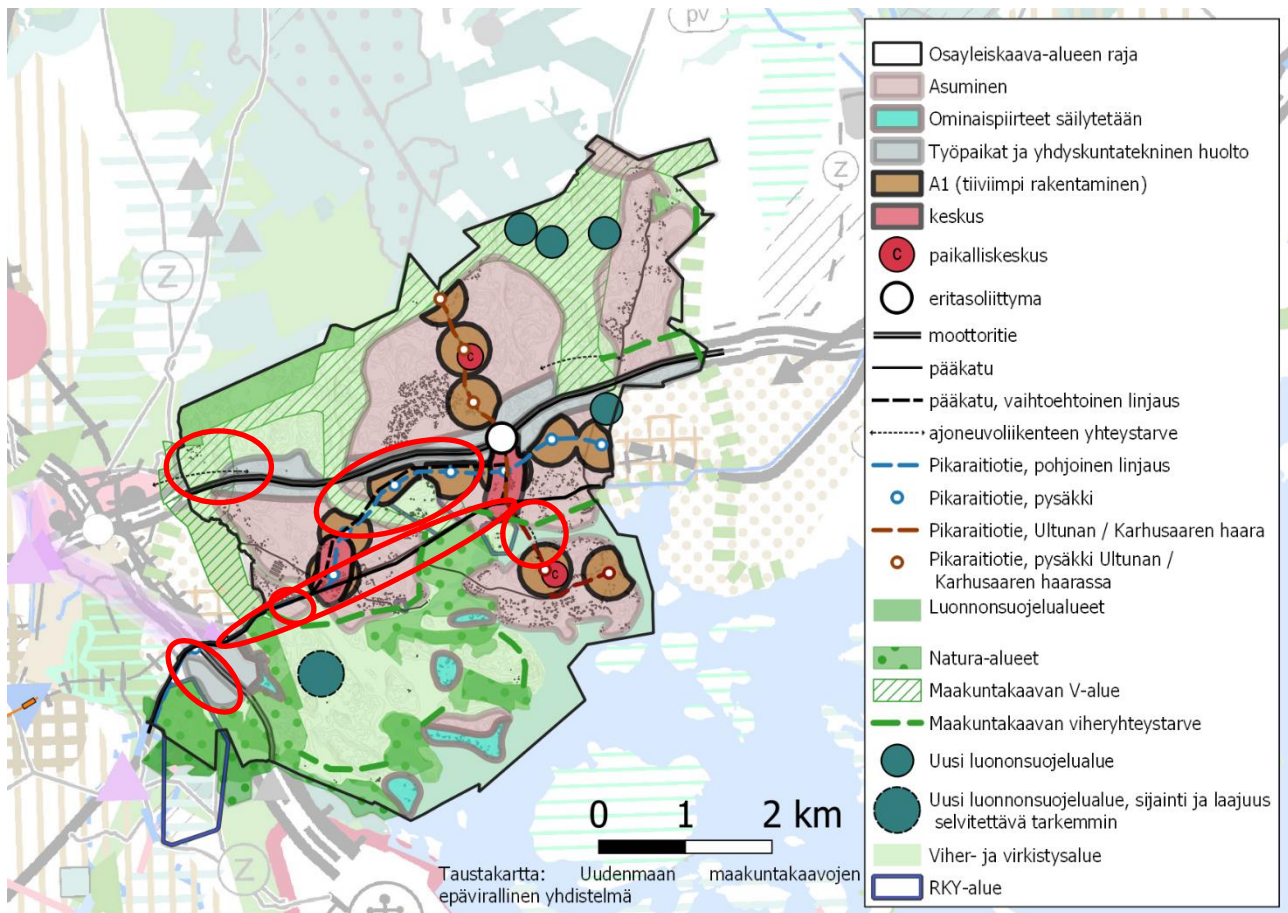 pv
Z
Z
Z
C
C
Osayleiskaava-alueen raja
Asuminen
Ominaispiirteet säilytetään
Työpaikat ja yhdyskuntatekninen huolto
A1 (tiiviimpi rakentaminen)
keskus
C
paikalliskeskus
eritasoliittyma
moottoritie
pääkatu
pääkatu, vaihtoehtoinen linjaus
ajoneuvoliikenteen yhteystarve
Pikaraitiotie, pohjoinen linjaus
Pikaraitiotie, pysäkki
Pikaraitiotie, Ultunan / Karhusaaren haara
Pikaraitiotie, pysäkki Ultunan /
Karhusaaren haarassa
Luonnonsuojelualueet
Natura-alueet
Maakuntakaavan V-alue
Maakuntakaavan viheryhteystarve
Uusi luononsuojelualue
Uusi luonnonsuojelualue, sijainti ja laajuus
selvitettävä tarkemmin
Viher- ja virkistysalue
RKY-alue
0 1 2 km
Taustakartta: Uudenmaan maakuntakaavojen
epävirallinen yhdistelmä